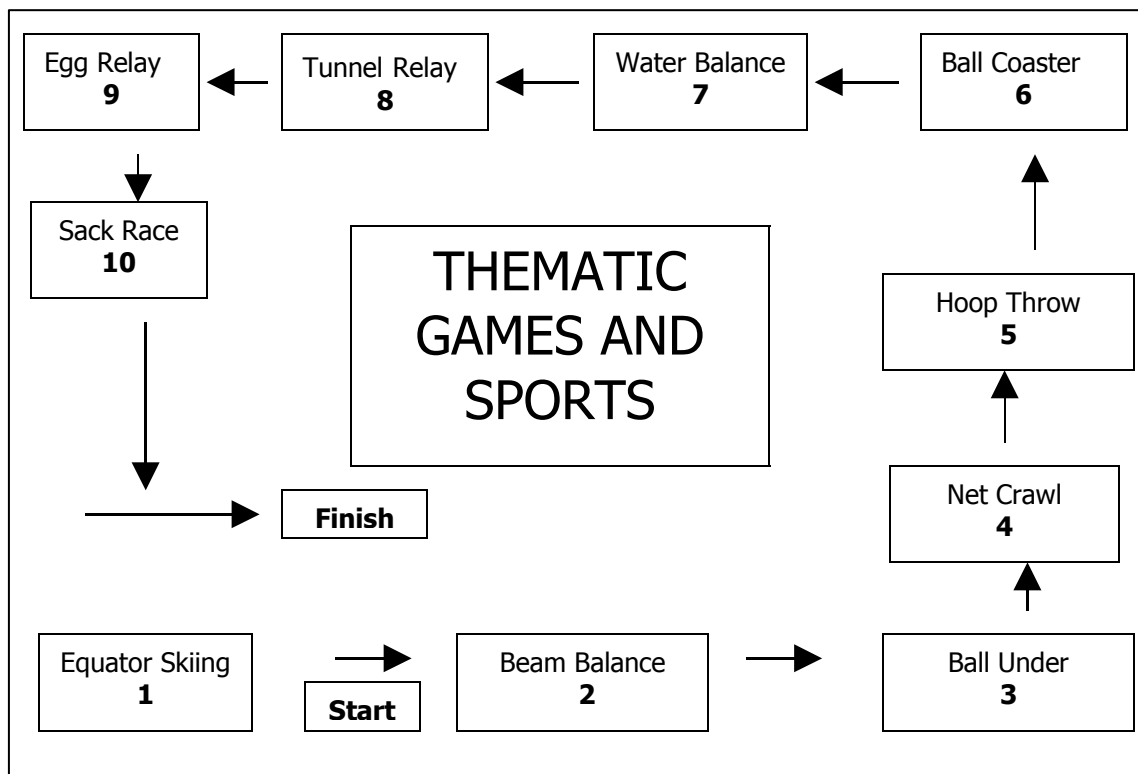 Egg Relay
9
Tunnel Relay
8
Water Balance
7
Ball Coaster
6
Sack Race
10
THEMATIC
GAMES AND
SPORTS
Hoop Throw
5
Net Crawl
4
Finish
Equator Skiing
1
Start
Beam Balance
2
Ball Under
3